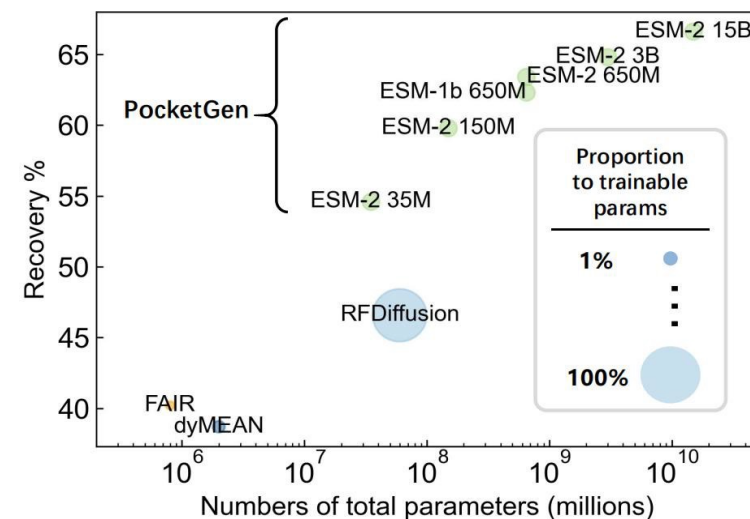 65
60
55
50
45
40
Recovery %
PocketGen
ESM-2 15B
ESM-2 3B
ESM-2 650M
ESM-1b 650M
ESM-2 150M
ESM-2 35M
RFDiffusion
FAIR
dyMEAN
Proportion
to trainable
params
1%
100%
10⁶ 10⁷ 10⁸ 10⁹ 10¹⁰
Numbers of total parameters (millions)